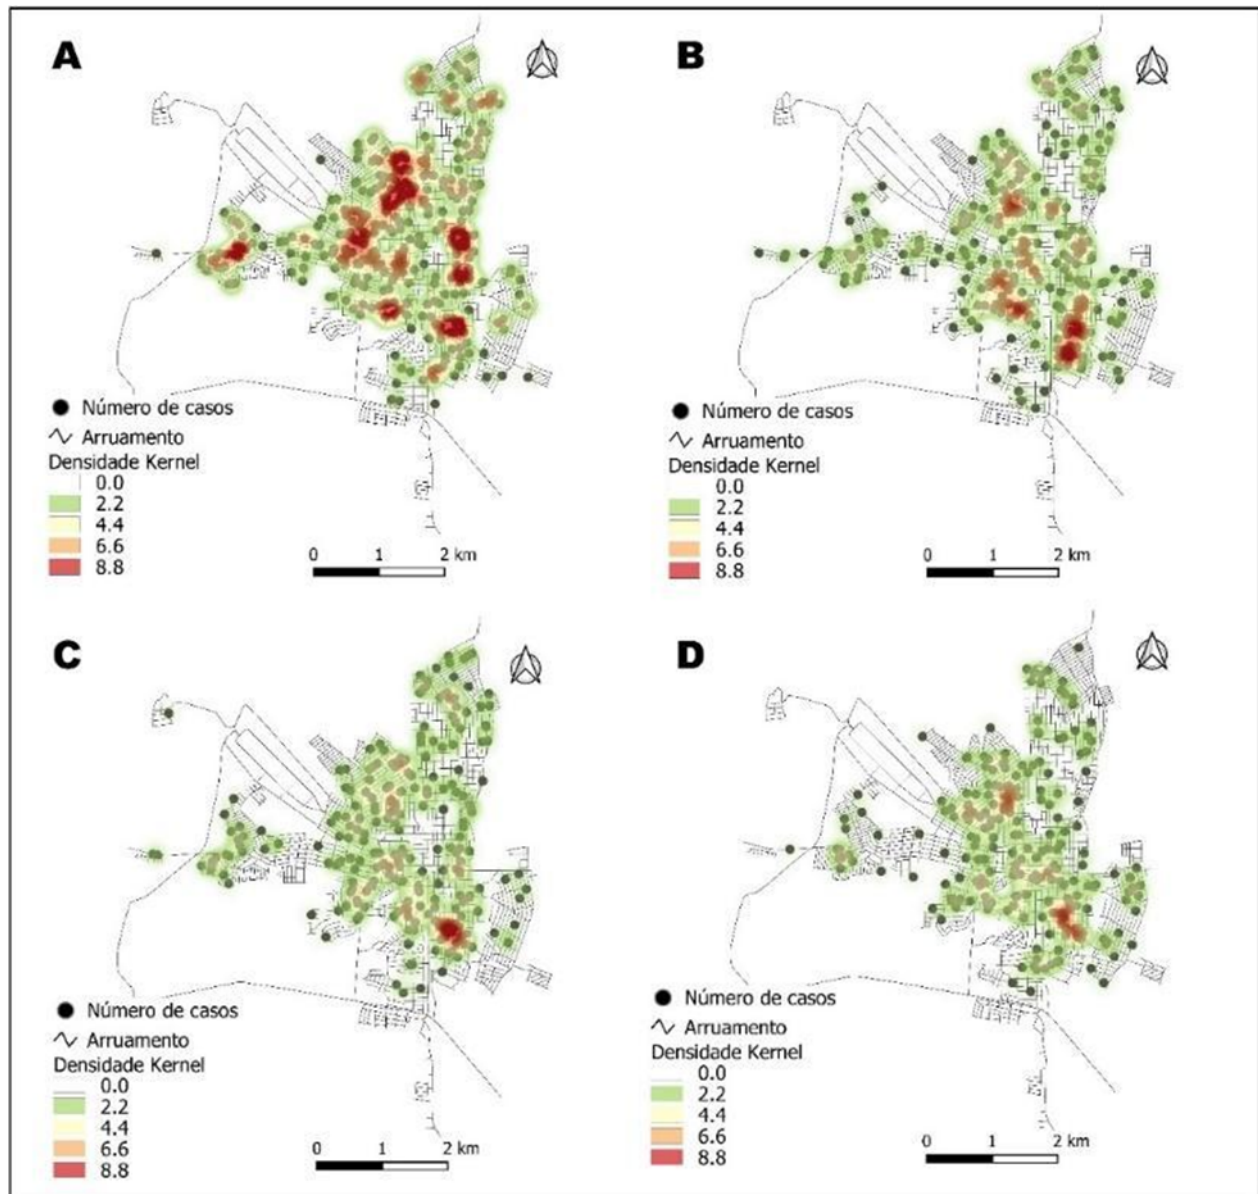 A
Número de casos
Arruamento
Densidade Kernel
0.0
2.2
4.4
6.6
8.8
0 1 2 km
B
Número de casos
Arruamento
Densidade Kernel
0.0
2.2
4.4
6.6
8.8
0 1 2 km
C
Número de casos
Arruamento
Densidade Kernel
0.0
2.2
4.4
6.6
8.8
0 1 2 km
D
Número de casos
Arruamento
Densidade Kernel
0.0
2.2
4.4
6.6
8.8
0 1 2 km